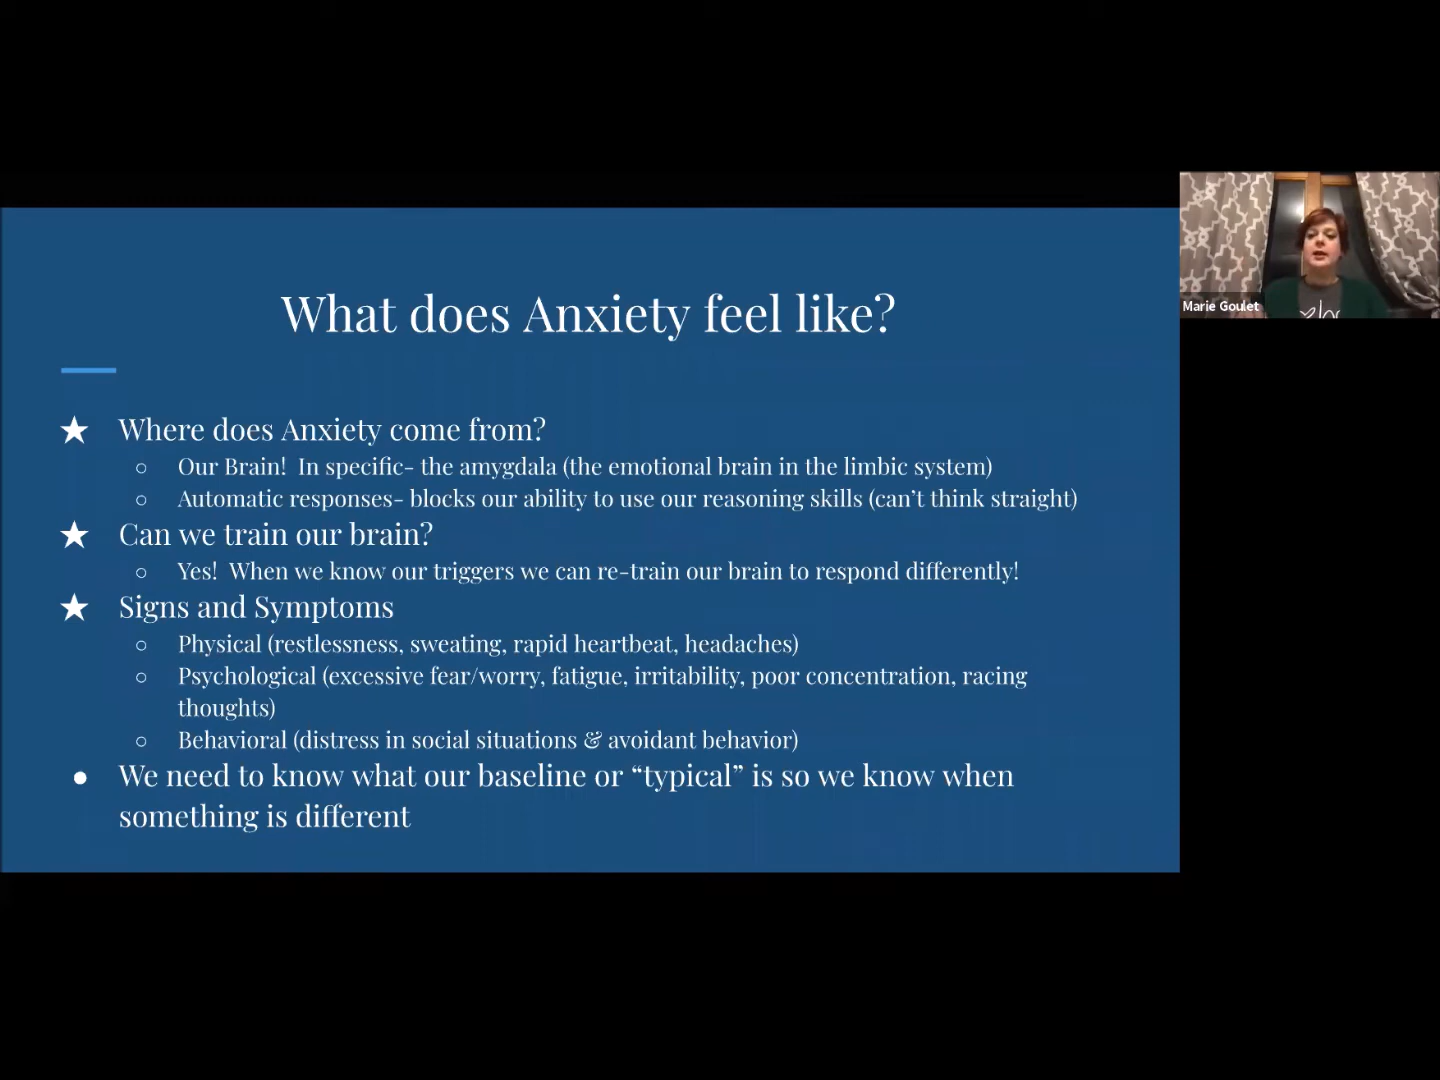 What does Anxiety feel like?
★ Where does Anxiety come from?
○ Our Brain!  In specific- the amygdala (the emotional brain in the limbic system)
○ Automatic responses- blocks our ability to use our reasoning skills (can't think straight)
★ Can we train our brain?
○ Yes!  When we know our triggers we can re-train our brain to respond differently!
★ Signs and Symptoms
○ Physical (restlessness, sweating, rapid heartbeat, headaches)
○ Psychological (excessive fear/worry, fatigue, irritability, poor concentration, racing
thoughts)
○ Behavioral (distress in social situations & avoidant behavior)
● We need to know what our baseline or “typical” is so we know when
something is different
Marie Goulet